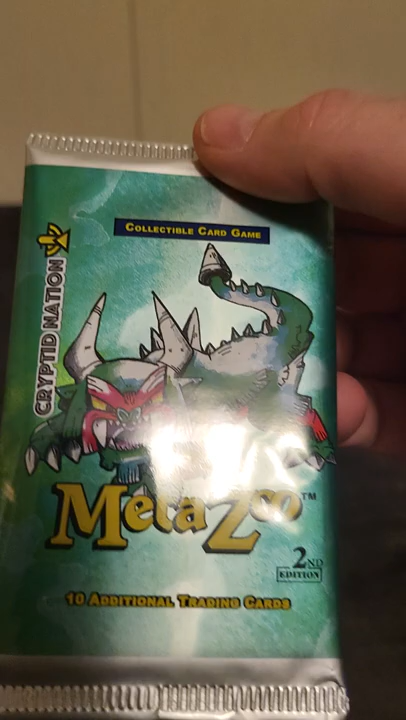 COLLECTIBLE CARD GAME
CRYPTID NATION
MetaZoo™
2ND
EDITION
10 ADDITIONAL TRADING CARDS